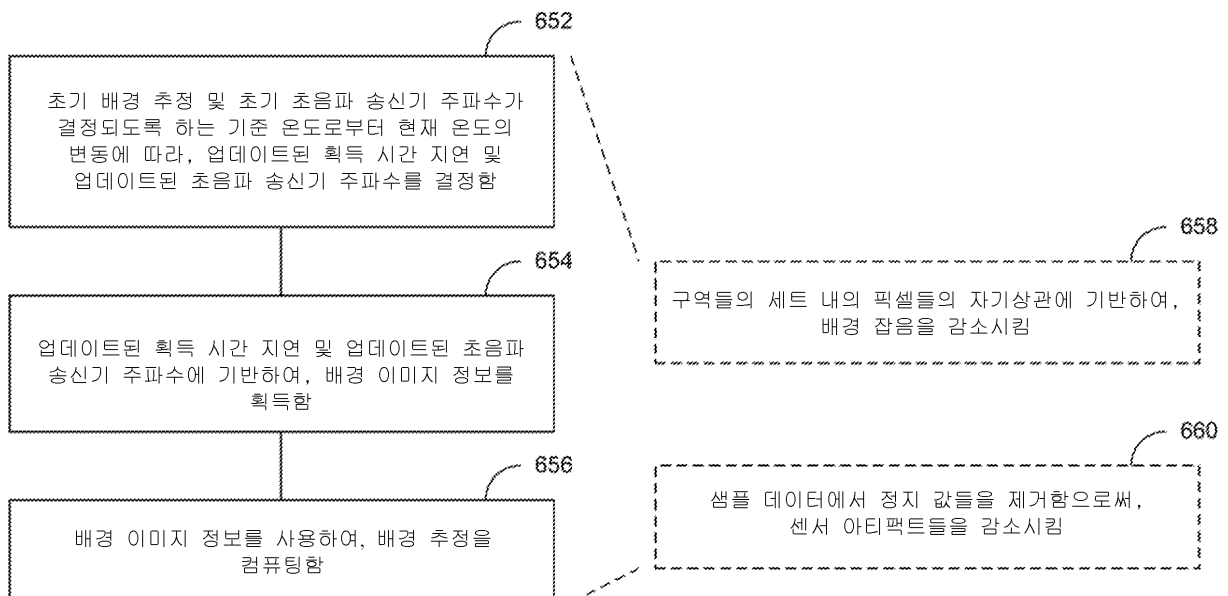 652
초기 배경 추정 및 초기 초음파 송신기 주파수가
결정되도록 하는 기준 온도로부터 현재 온도의
변동에 따라, 업데이트된 획득 시간 지연 및
업데이트된 초음파 송신기 주파수를 결정함
654
업데이트된 획득 시간 지연 및 업데이트된 초음파
송신기 주파수에 기반하여, 배경 이미지 정보를
획득함
656
배경 이미지 정보를 사용하여, 배경 추정을
컴퓨팅함
658
구역들의 세트 내의 픽셀들의 자기상관에 기반하여,
배경 잡음을 감소시킴
660
샘플 데이터에서 정지 값들을 제거함으로써,
센서 아티팩트들을 감소시킴